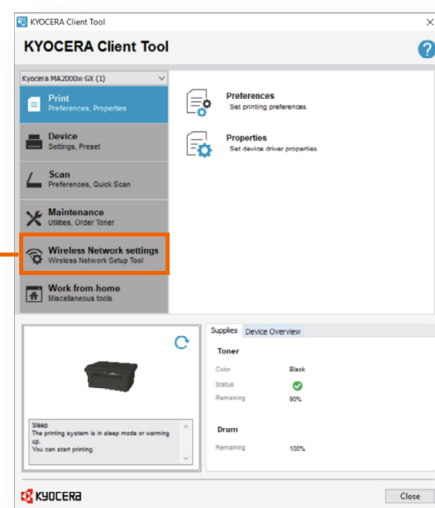 KYOCERA Client Tool
KYOCERA Client Tool
Kyocera MA2000w GX (1)
Print
Preferences, Properties
Device
Settings, Preset
Scan
Preferences, Quick Scan
Maintenance
Utilities, Order Toner
Wireless Network settings
Wireless Network Setup Tool
Work from home
Miscellaneous tools
Preferences
Set printing preferences.
Properties
Set device driver properties.
Sleep
The printing system is in sleep mode or warming
up.
You can start printing.
Supplies Device Overview
Toner
Color Black
Status
Remaining 90%
Drum
Remaining 100%
KYOCERA
Close